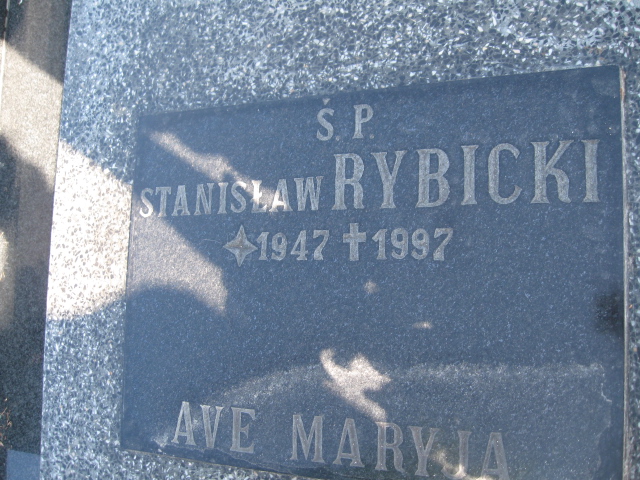 Ś.P.
STANISŁAW RYBICKI
1947 ✝ 1997
AVE MARYJA